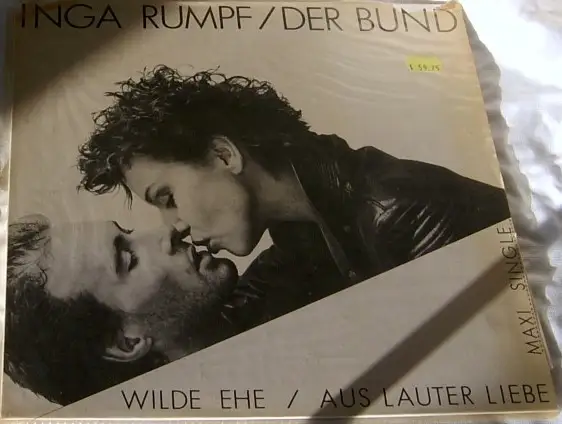 INGA RUMPF/DER BUND
MAXI SINGLE
WILDE EHE / AUS LAUTER LIEBE